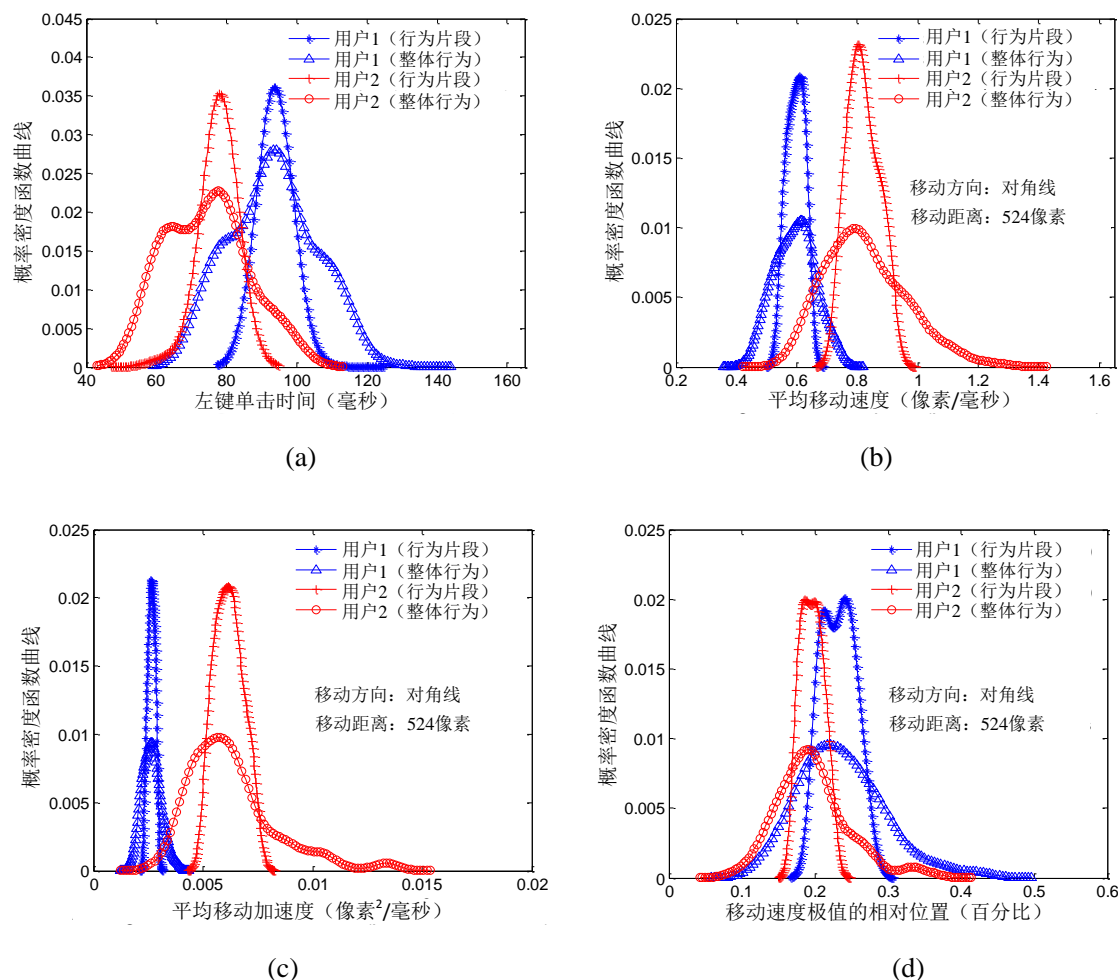 0.05
0.045
0.04
0.035
0.03
0.025
0.02
0.015
0.01
0.005
0
概率密度函数曲线
用户1（行为片段）
用户1（整体行为）
用户2（行为片段）
用户2（整体行为）
40 60 80 100 120 140 160
左键单击时间（毫秒）
(a)
0.025
0.02
0.015
0.01
0.005
0
概率密度函数曲线
用户1（行为片段）
用户1（整体行为）
用户2（行为片段）
用户2（整体行为）
移动方向：对角线
移动距离：524像素
0.2 0.4 0.6 0.8 1 1.2 1.4 1.6
平均移动速度（像素/毫秒）
(b)
0.025
0.02
0.015
0.01
0.005
0
概率密度函数曲线
用户1（行为片段）
用户1（整体行为）
用户2（行为片段）
用户2（整体行为）
移动方向：对角线
移动距离：524像素
0 0.005 0.01 0.015 0.02
平均移动加速度（像素²/毫秒）
(c)
0.025
0.02
0.015
0.01
0.005
0
概率密度函数曲线
用户1（行为片段）
用户1（整体行为）
用户2（行为片段）
用户2（整体行为）
移动方向：对角线
移动距离：524像素
0 0.1 0.2 0.3 0.4 0.5 0.6
移动速度极值的相对位置（百分比）
(d)